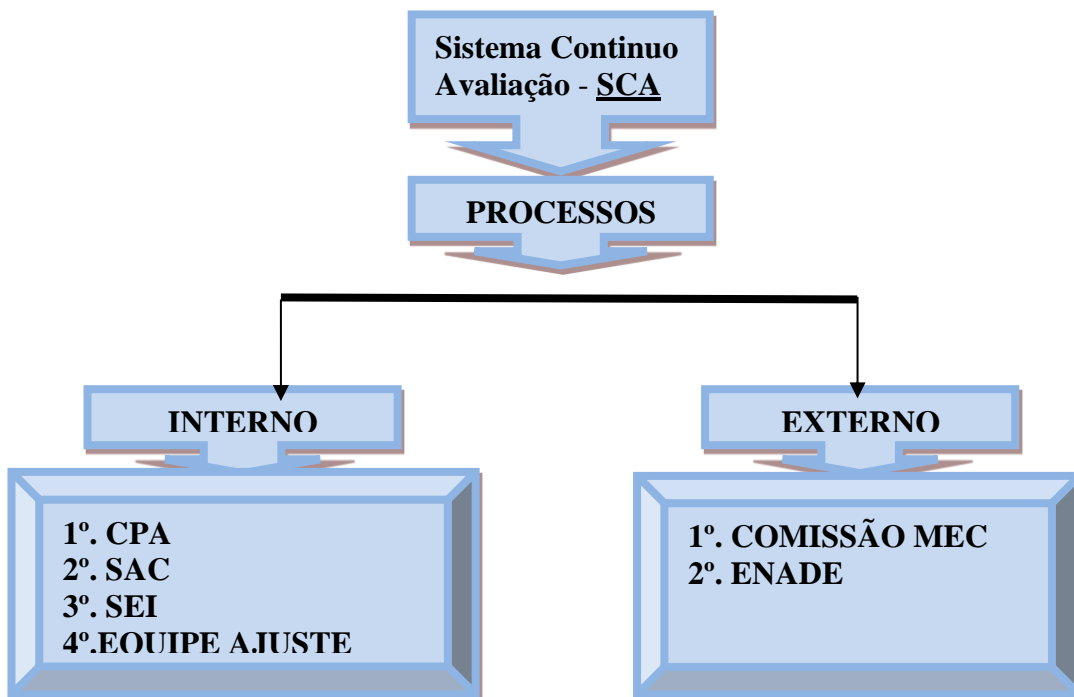 Sistema Continuo
Avaliação - SCA
PROCESSOS
INTERNO
EXTERNO
1º. CPA
2º. SAC
3º. SEI
4º.EQUIPE AJUSTE
1º. COMISSÃO MEC
2º. ENADE